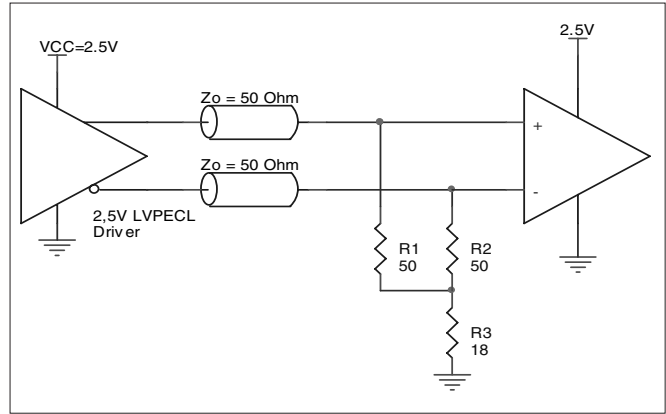 VCC=2.5V
2.5V
Zo = 50 Ohm
+
Zo = 50 Ohm
-
2,5V LVPECL
Driver
R1
50
R2
50
R3
18